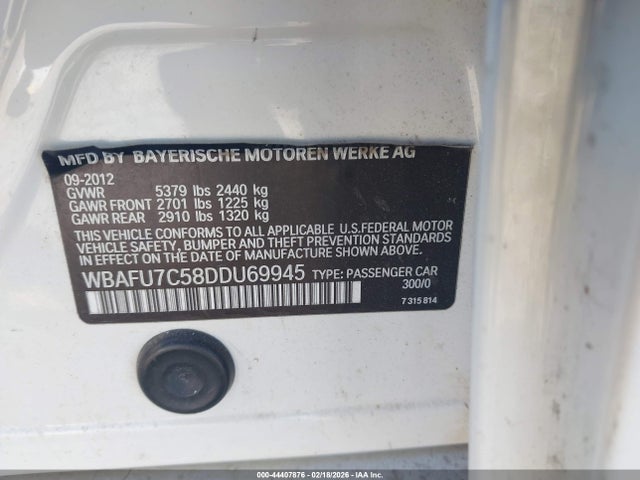 MFD BY BAYERISCHE MOTOREN WERKE AG
09-2012
GVWR 5379 lbs 2440 kg
GAWR FRONT 2701 lbs 1225 kg
GAWR REAR 2910 lbs 1320 kg
THIS VEHICLE CONFORMS TO ALL APPLICABLE U.S.FEDERAL MOTOR
VEHICLE SAFETY, BUMPER AND THEFT PREVENTION STANDARDS
IN EFFECT ON THE DATE OF MANUFACTURE SHOWN ABOVE.
WBAFU7C58DDU69945 TYPE: PASSENGER CAR
300/0
7 315 814
000-44407876 - 02/18/2026 - IAA Inc.